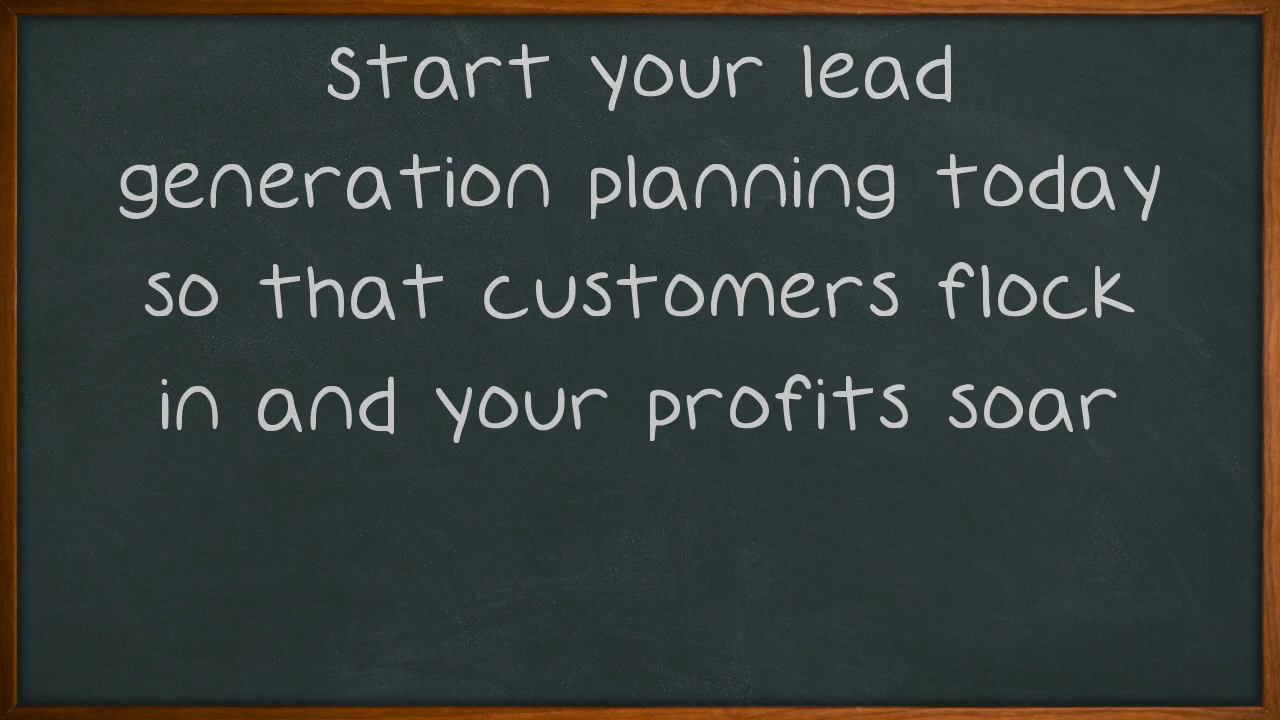 Start your lead
generation planning today
so that customers flock
in and your profits soar